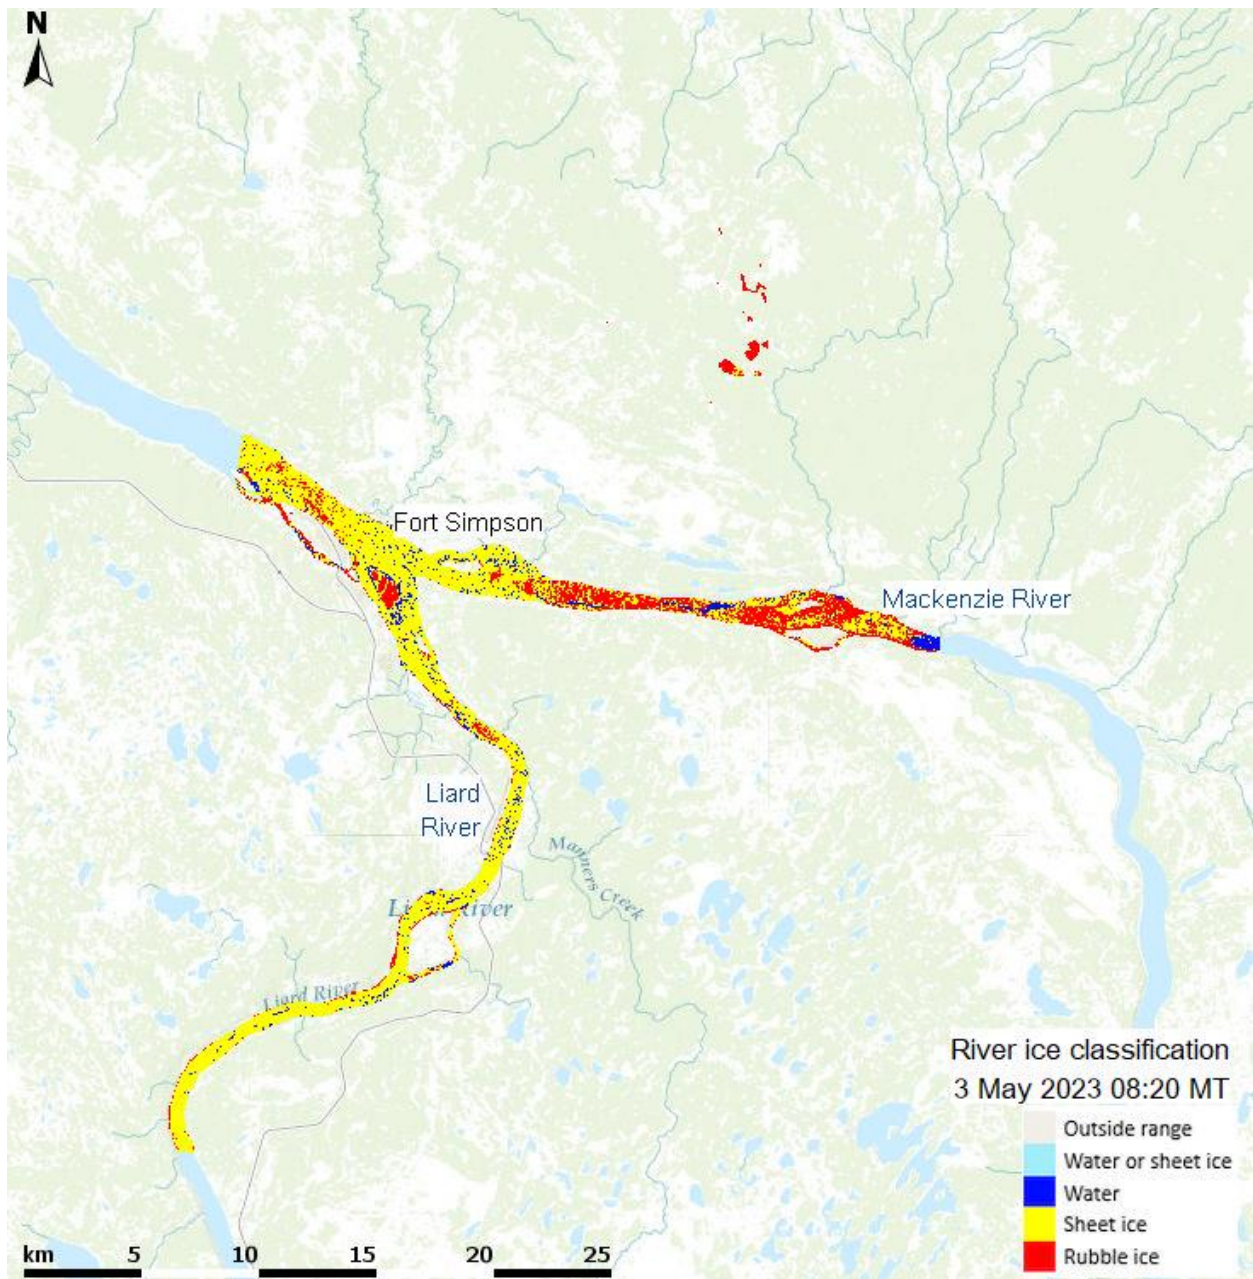 N
Fort Simpson
Mackenzie River
Liard
River
Manners Creek
River
Liard River
River ice classification
3 May 2023 08:20 MT
Outside range
Water or sheet ice
Water
Sheet ice
Rubble ice
km 5 10 15 20 25